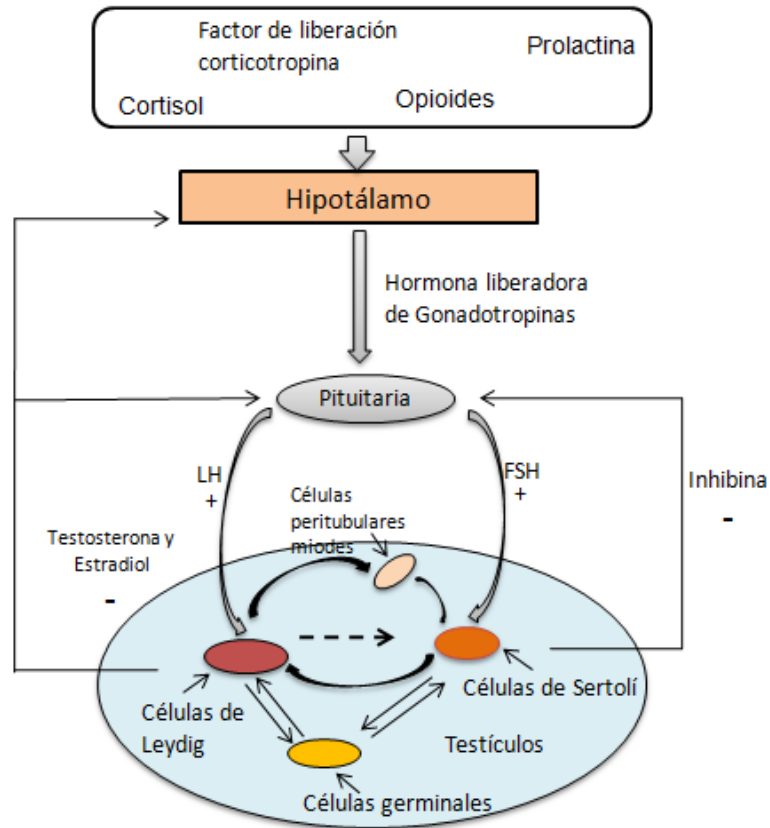 Factor de liberación
corticotropina
Prolactina
Cortisol
Opioides
Hipotálamo
Hormona liberadora
de Gonadotropinas
Pituitaria
LH
+
FSH
+
Inhibina
-
Células
peritubulares
miodes
Testosterona y
Estradiol
-
Células de Sertolí
Células de
Leydig
Testículos
Células germinales